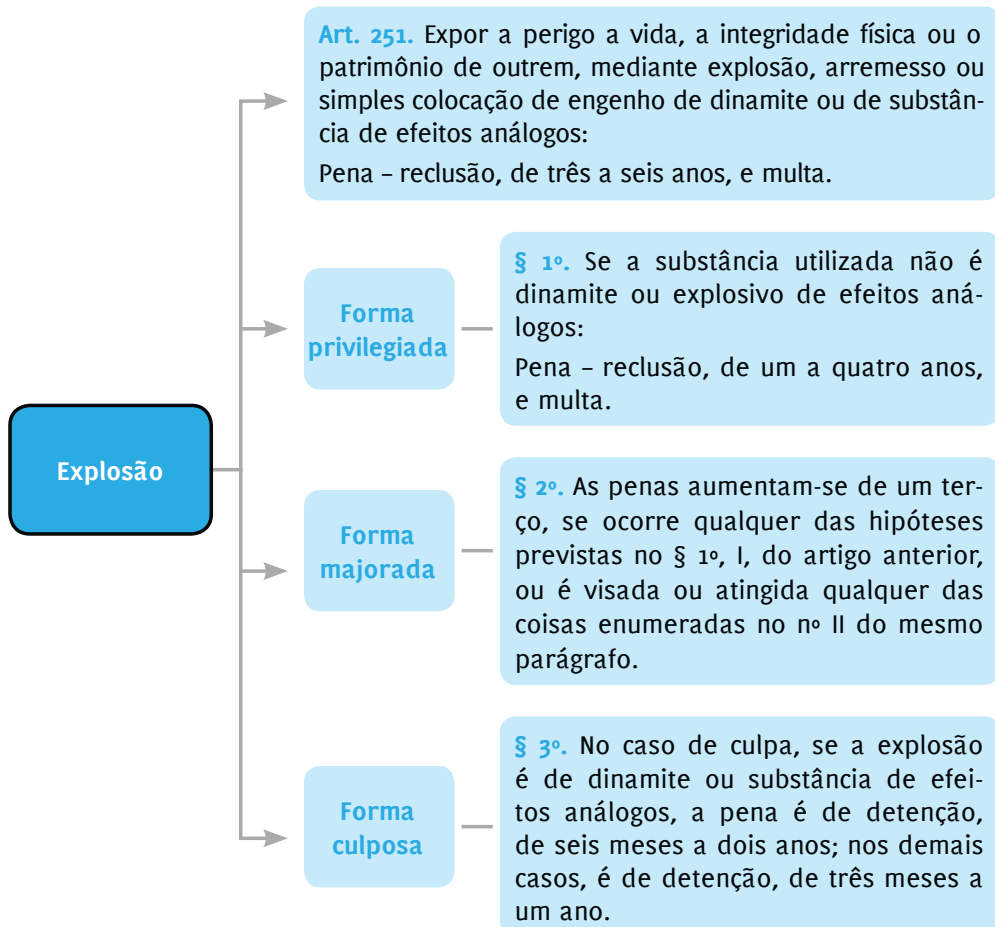 Art. 251. Expor a perigo a vida, a integridade física ou o
patrimônio de outrem, mediante explosão, arremesso ou
simples colocação de engenho de dinamite ou de substân-
cia de efeitos análogos:
Pena – reclusão, de três a seis anos, e multa.
Forma
privilegiada
§ 1º. Se a substância utilizada não é
dinamite ou explosivo de efeitos aná-
logos:
Pena – reclusão, de um a quatro anos,
e multa.
Explosão
Forma
majorada
§ 2º. As penas aumentam-se de um ter-
ço, se ocorre qualquer das hipóteses
previstas no § 1º, I, do artigo anterior,
ou é visada ou atingida qualquer das
coisas enumeradas no nº II do mesmo
parágrafo.
Forma
culposa
§ 3º. No caso de culpa, se a explosão
é de dinamite ou substância de efei-
tos análogos, a pena é de detenção,
de seis meses a dois anos; nos demais
casos, é de detenção, de três meses a
um ano.